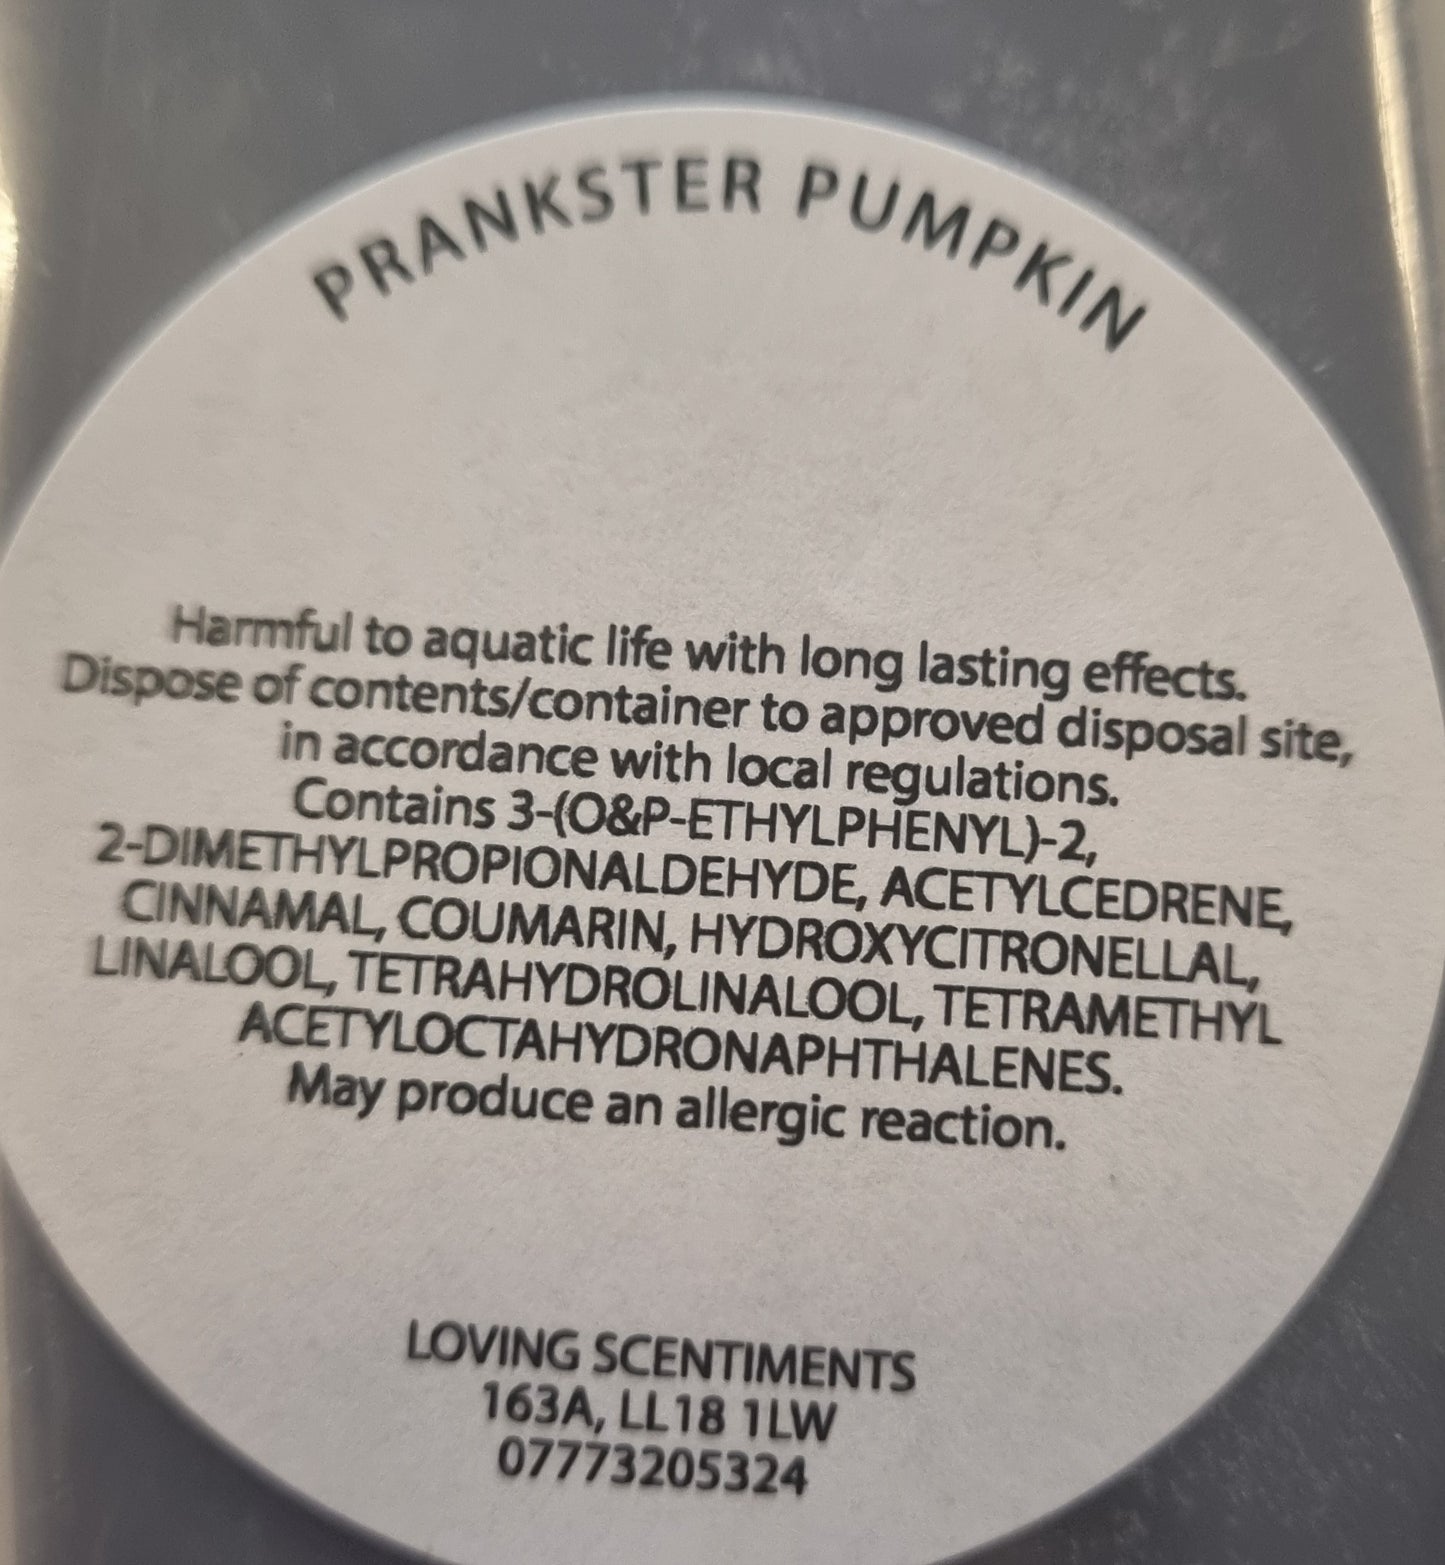 PRANKSTER PUMPKIN
Harmful to aquatic life with long lasting effects.
Dispose of contents/container to approved disposal site,
in accordance with local regulations.
Contains 3-(O&P-ETHYLPHENYL)-2,
2-DIMETHYLPROPIONALDEHYDE, ACETYLCEDRENE,
CINNAMAL, COUMARIN, HYDROXYCITRONELLAL,
LINALOOL, TETRAHYDROLINALOOL, TETRAMETHYL
ACETYLOCTAHYDRONAPHTHALENES.
May produce an allergic reaction.
LOVING SCENTIMENTS
163A, LL18 1LW
07773205324